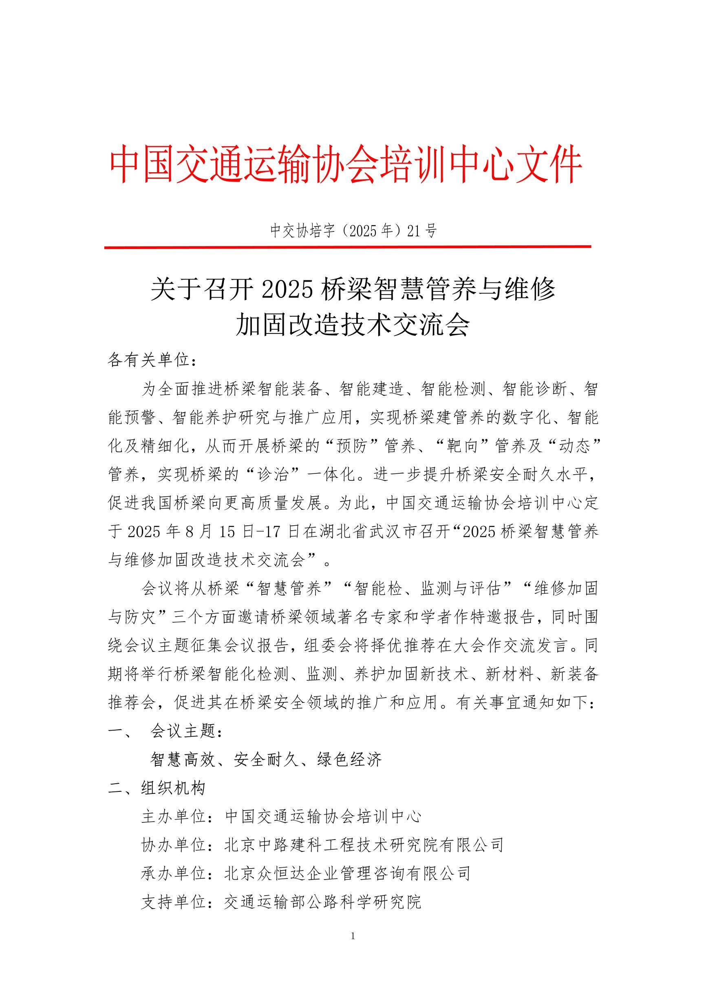 中国交通运输协会培训中心文件
中交协培字（2025 年）21 号
关于召开 2025 桥梁智慧管养与维修
加固改造技术交流会
各有关单位：
为全面推进桥梁智能装备、智能建造、智能检测、智能诊断、智
能预警、智能养护研究与推广应用，实现桥梁建管养的数字化、智能
化及精细化，从而开展桥梁的“预防”管养、“靶向”管养及“动态”
管养，实现桥梁的“诊治”一体化。进一步提升桥梁安全耐久水平，
促进我国桥梁向更高质量发展。为此，中国交通运输协会培训中心定
于 2025 年 8 月 15 日-17 日在湖北省武汉市召开“2025 桥梁智慧管养
与维修加固改造技术交流会”。
会议将从桥梁“智慧管养”“智能检、监测与评估”“维修加固
与防灾”三个方面邀请桥梁领域著名专家和学者作特邀报告，同时围
绕会议主题征集会议报告，组委会将择优推荐在大会作交流发言。同
期将举行桥梁智能化检测、监测、养护加固新技术、新材料、新装备
推荐会，促进其在桥梁安全领域的推广和应用。有关事宜通知如下：
一、 会议主题：
智慧高效、安全耐久、绿色经济
二、组织机构
主办单位：中国交通运输协会培训中心
协办单位：北京中路建科工程技术研究院有限公司
承办单位：北京众恒达企业管理咨询有限公司
支持单位：交通运输部公路科学研究院
1